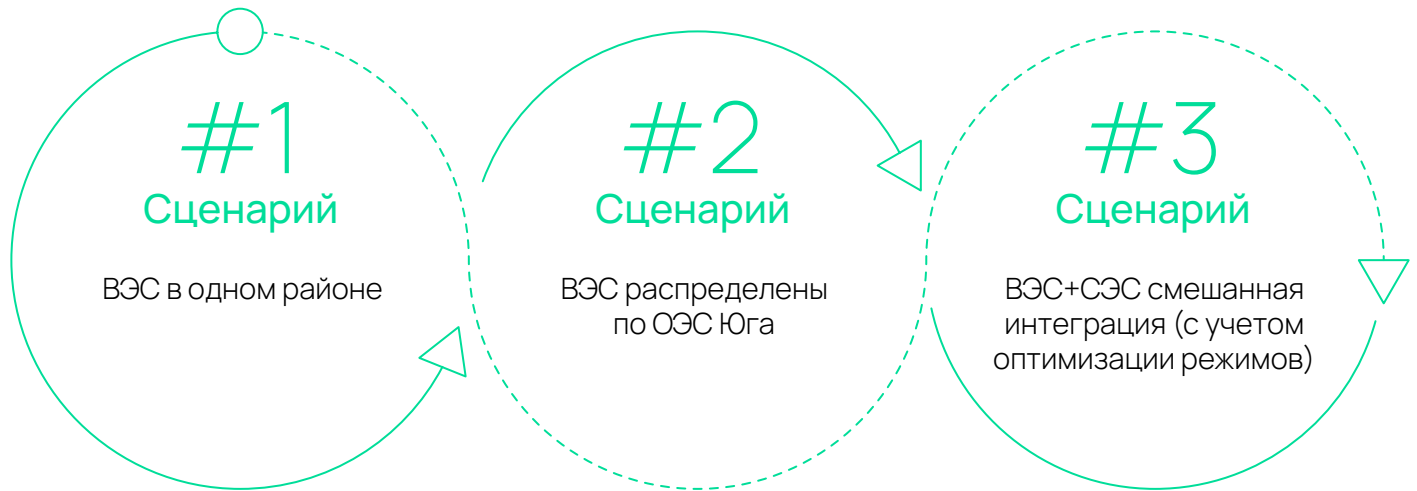 #1
Сценарий
ВЭС в одном районе
#2
Сценарий
ВЭС распределены
по ОЭС Юга
#3
Сценарий
ВЭС+СЭС смешанная
интеграция (с учетом
оптимизации режимов)